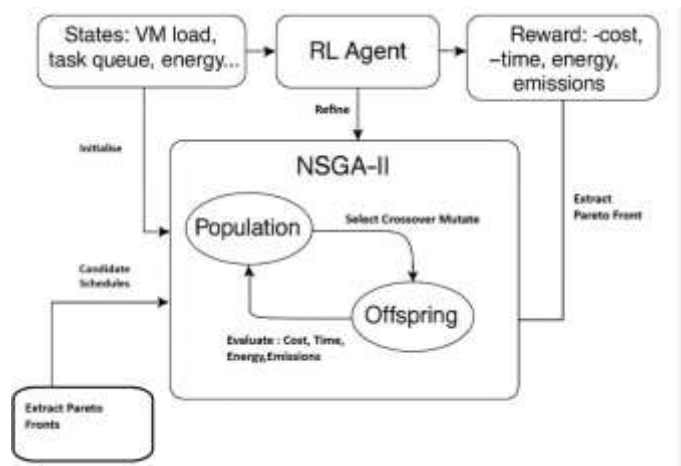 States: VM load,
task queue, energy...
RL Agent
Reward: -cost,
–time, energy,
emissions
Initialise
Refine
NSGA-II
Population
Select Crossover Mutate
Extract
Pareto Front
Candidate
Schedules
Offspring
Evaluate : Cost, Time,
Energy,Emissions
Extract Pareto
Fronts